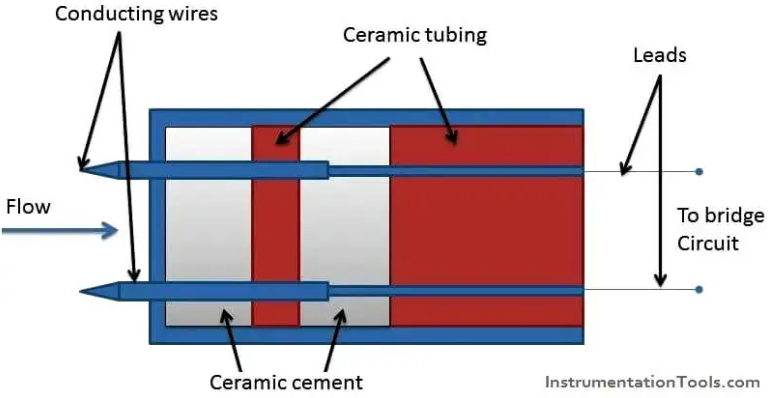 Conducting wires
Ceramic tubing
Leads
Flow
To bridge
Circuit
Ceramic cement
InstrumentationTools.com